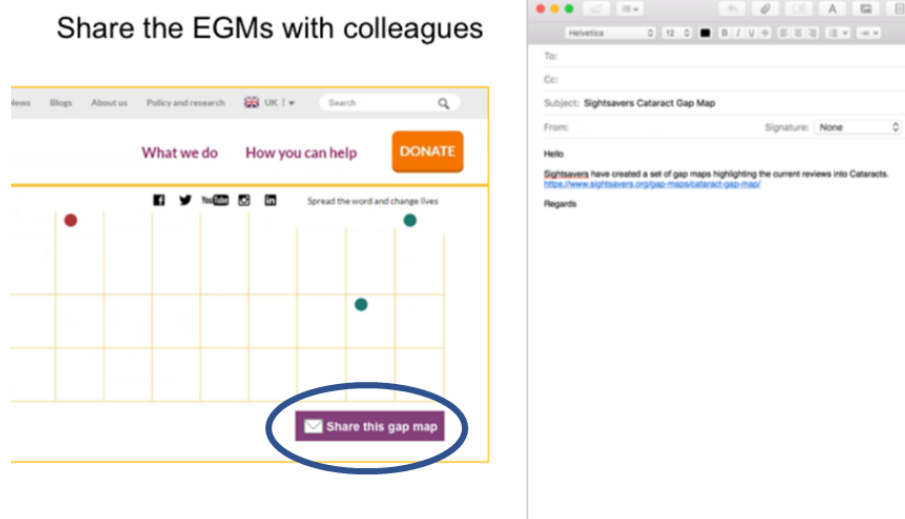 Share the EGMs with colleagues
News Blogs About us Policy and research UK Search
What we do How you can help DONATE
YouTube in Spread the word and change lives
Share this gap map
Helvetica 12 B I U
To:
Cc:
Subject: Sightsavers Cataract Gap Map
From: Signature: None
Hello
Sightsavers have created a set of gap maps highlighting the current reviews into Cataracts.
https://www.sightsavers.org/gap-maps/cataract-gap-map/
Regards